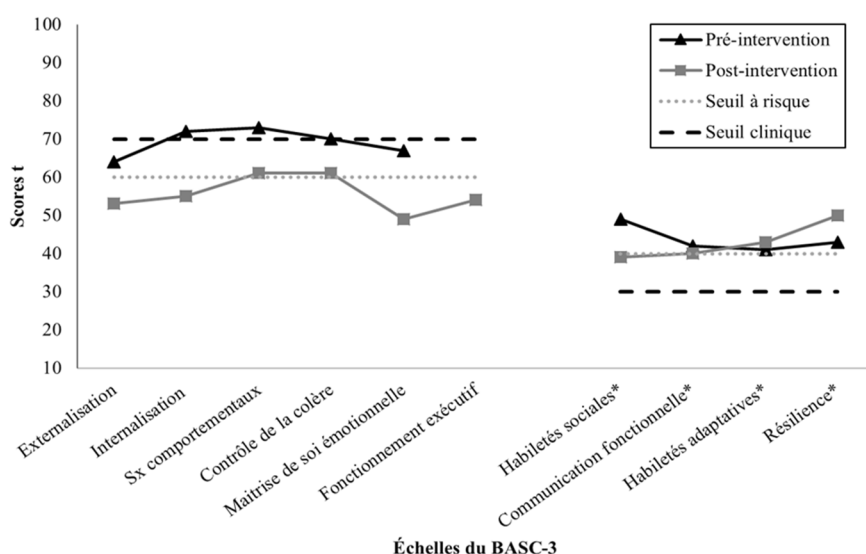 100
90
80
70
60
50
40
30
20
10
Scores t
Pré-intervention
Post-intervention
Seuil à risque
Seuil clinique
Externalisation
Internalisation
Sx comportementaux
Contrôle de la colère
Maitrise de soi émotionnelle
Fonctionnement exécutif
Habiletés sociales*
Communication fonctionnelle*
Habiletés adaptatives*
Résilience*
Échelles du BASC-3